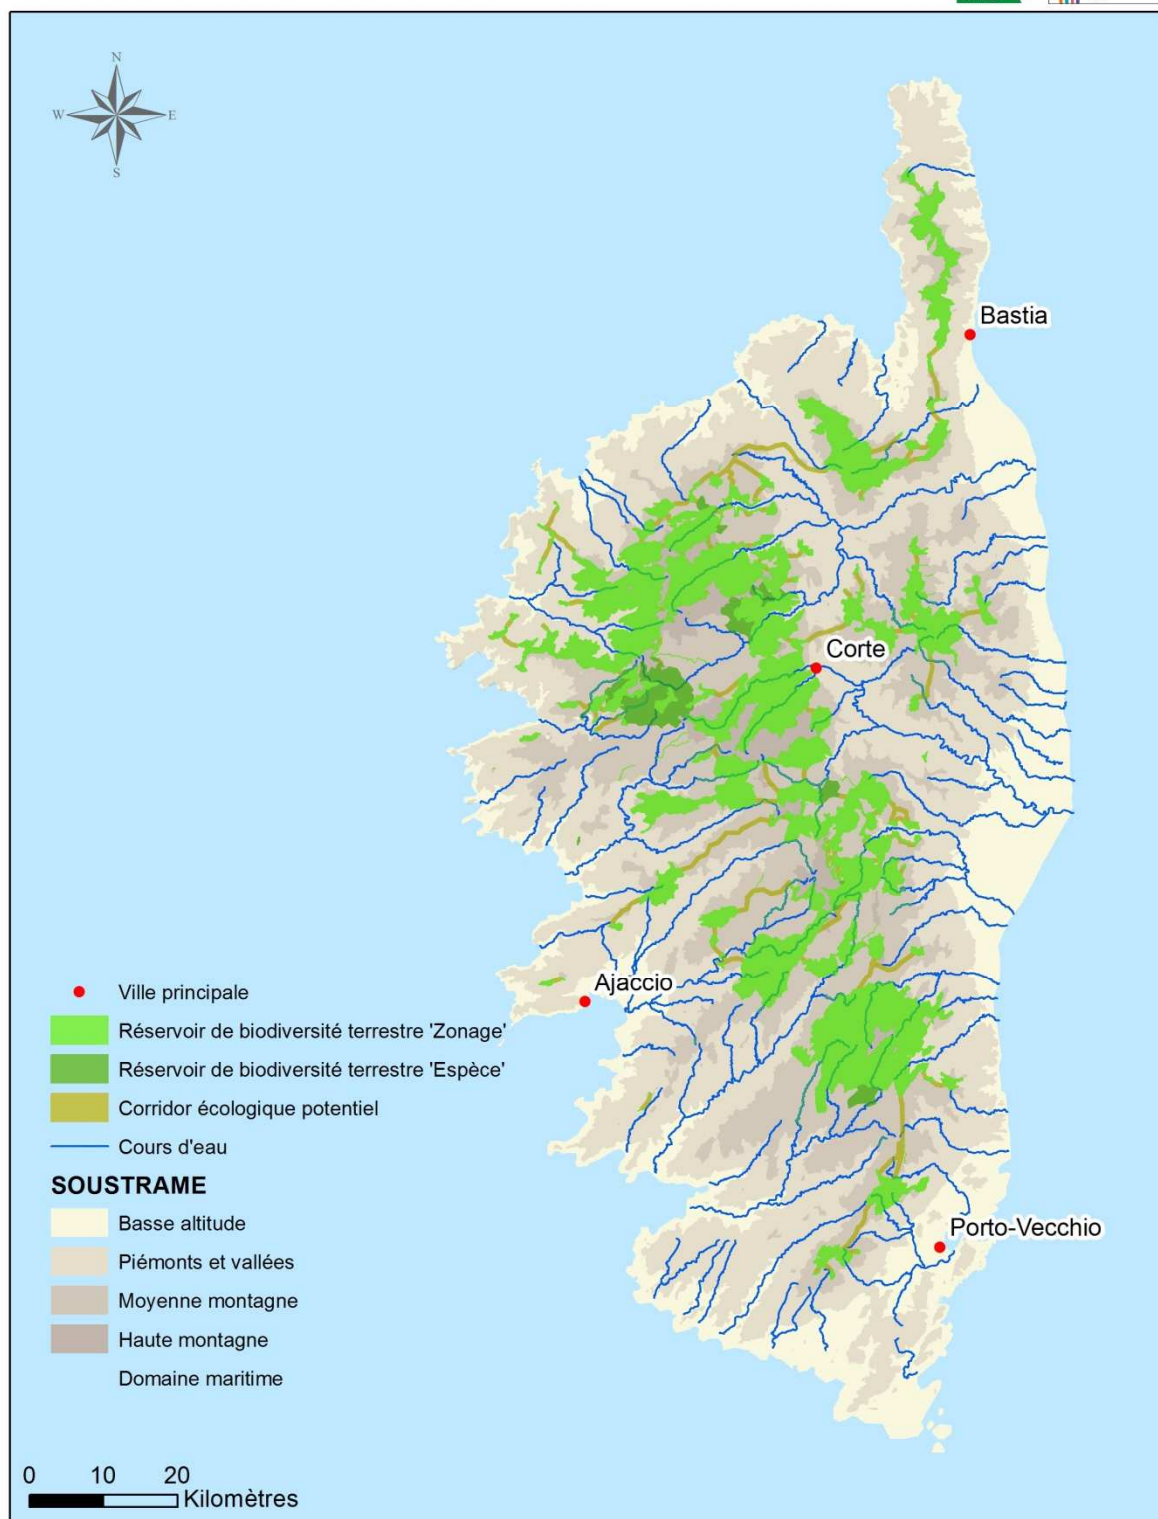 N
W E
S
Bastia
Corte
Ajaccio
Ville principale
Réservoir de biodiversité terrestre 'Zonage'
Réservoir de biodiversité terrestre 'Espèce'
Corridor écologique potentiel
Cours d'eau
SOUSTRAME
Basse altitude
Porto-Vecchio
Piémonts et vallées
Moyenne montagne
Haute montagne
Domaine maritime
0 10 20
Kilomètres